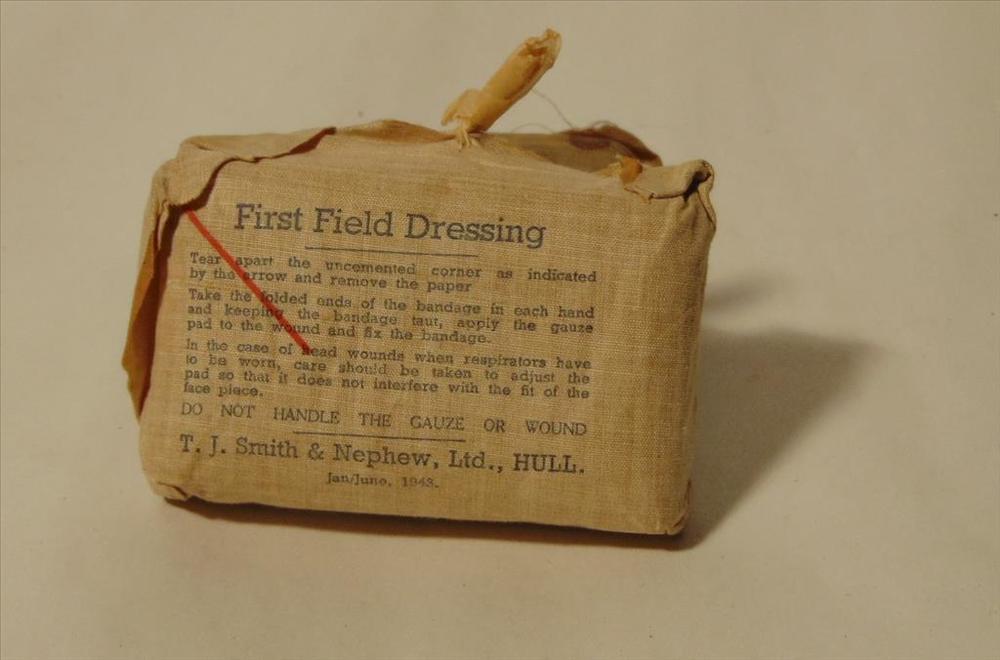 First Field Dressing
Tear apart the uncemented corner as indicated
by the arrow and remove the paper
Take the folded ends of the bandage in each hand
and keeping the bandage taut, apply the gauze
pad to the wound and fix the bandage.
In the case of head wounds when respirators have
to be worn, care should be taken to adjust the
pad so that it does not interfere with the fit of the
face piece.
DO NOT HANDLE THE GAUZE OR WOUND
T. J. Smith & Nephew, Ltd., HULL.
Jan/June, 1943.